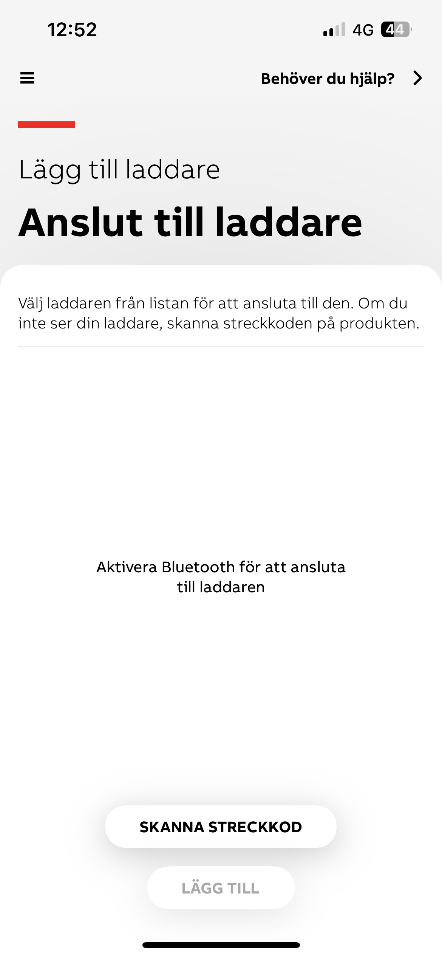 12:52
4G
44
Behöver du hjälp?
Lägg till laddare
Anslut till laddare
Välj laddaren från listan för att ansluta till den. Om du
inte ser din laddare, skanna streckkoden på produkten.
Aktivera Bluetooth för att ansluta
till laddaren
SKANNA STRECKKOD
LÄGG TILL